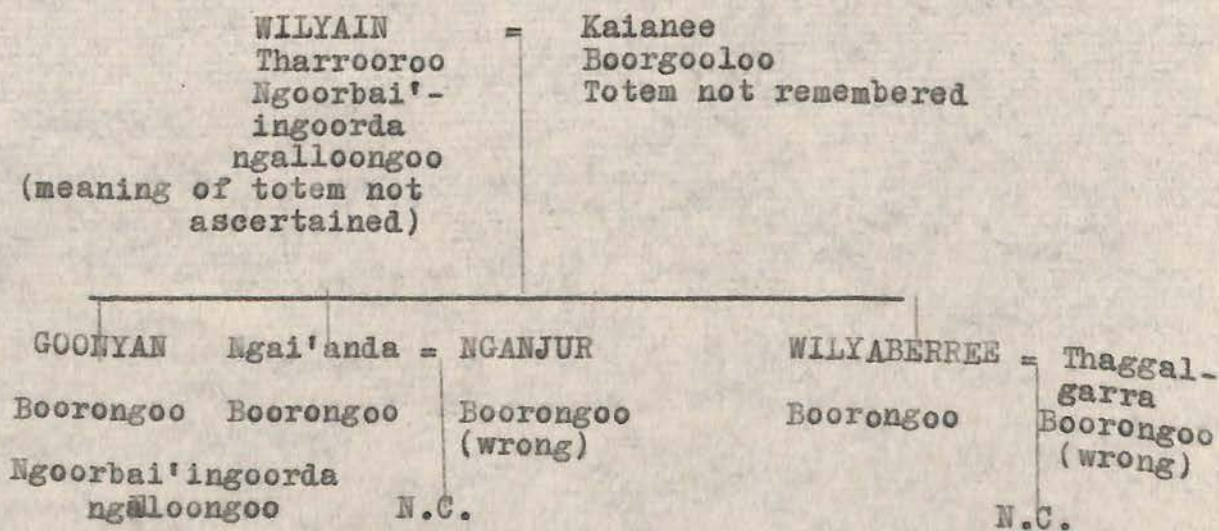 WILYAIN = Kaianee
Tharrooroo Boorgooloo
Ngoorbai'- Totem not remembered
ingoorda
ngalloongoo
(meaning of totem not
ascertained)
GOONYAN Ngai'anda = NGANJUR WILYABERREE = Thaggal-
garra
Boorongoo Boorongoo Boorongoo Boorongoo Boorongoo
(wrong) (wrong)
Ngoorbai'ingoorda
ngalloongoo N.C. N.C.